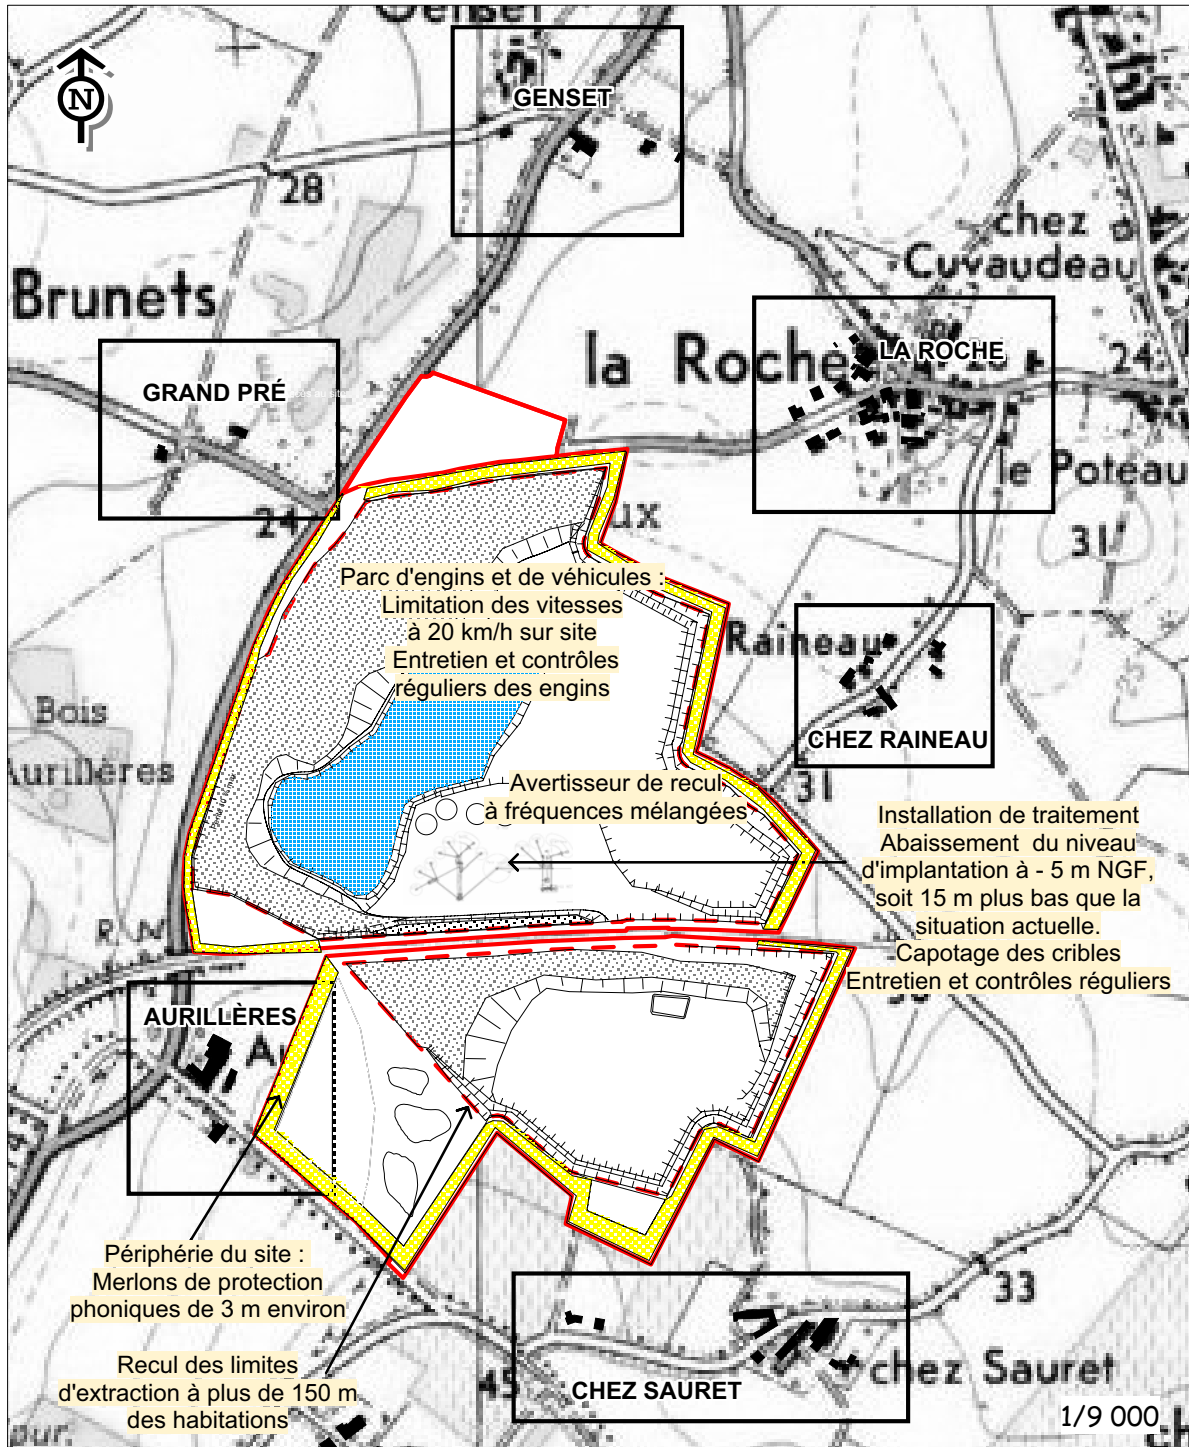 Genset
N
GENSET
28
chez
Cuvaudeau
Brunets
la Roche
LA ROCHE
24
GRAND PRÉ
le Poteau
24
ux
31
Parc d'engins et de véhicules :
Limitation des vitesses
à 20 km/h sur site
Entretien et contrôles
réguliers des engins
Raineau
Bois
Aurillères
CHEZ RAINEAU
31
Avertisseur de recul
à fréquences mélangées
Installation de traitement
Abaissement du niveau
d'implantation à - 5 m NGF,
soit 15 m plus bas que la
situation actuelle.
Capotage des cribles
Entretien et contrôles réguliers
R N
AURILLÈRES
Au
Périphérie du site :
Merlons de protection
phoniques de 3 m environ
33
Recul des limites
d'extraction à plus de 150 m
des habitations
45
CHEZ SAURET
chez Sauret
pur.
1/9 000